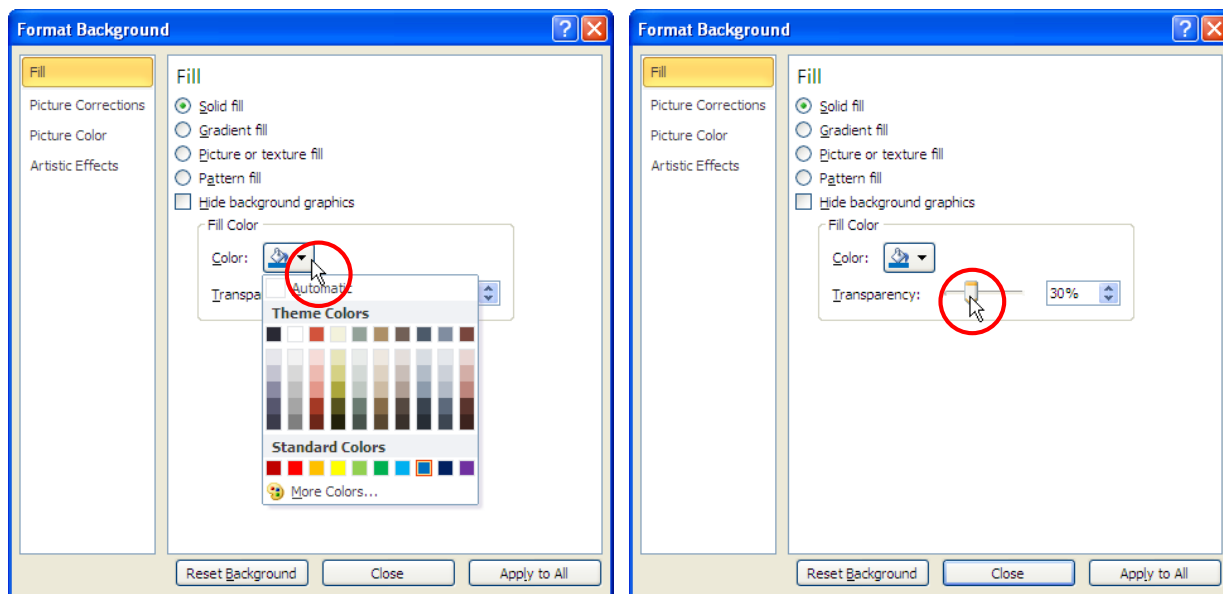 Format Background
Fill
Picture Corrections
Picture Color
Artistic Effects
Fill
Solid fill
Gradient fill
Picture or texture fill
Pattern fill
Hide background graphics
Fill Color
Color:
Automatic
Theme Colors
Standard Colors
More Colors...
Reset Background Close Apply to All
Format Background
Fill
Picture Corrections
Picture Color
Artistic Effects
Fill
Solid fill
Gradient fill
Picture or texture fill
Pattern fill
Hide background graphics
Fill Color
Color:
Transparency: 30%
Reset Background Close Apply to All